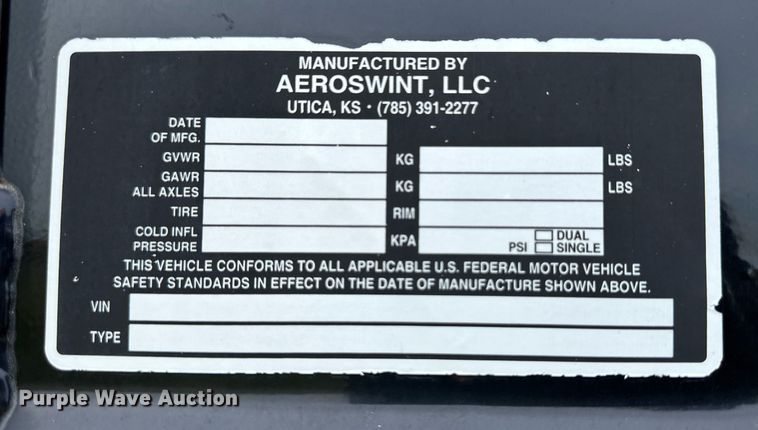 MANUFACTURED BY
AEROSWINT, LLC
UTICA, KS • (785) 391-2277
DATE
OF MFG.
GVWR KG LBS
GAWR
ALL AXLES KG LBS
TIRE RIM
COLD INFL
PRESSURE KPA PSI DUAL
SINGLE
THIS VEHICLE CONFORMS TO ALL APPLICABLE U.S. FEDERAL MOTOR VEHICLE
SAFETY STANDARDS IN EFFECT ON THE DATE OF MANUFACTURE SHOWN ABOVE.
VIN
TYPE
Purple Wave Auction